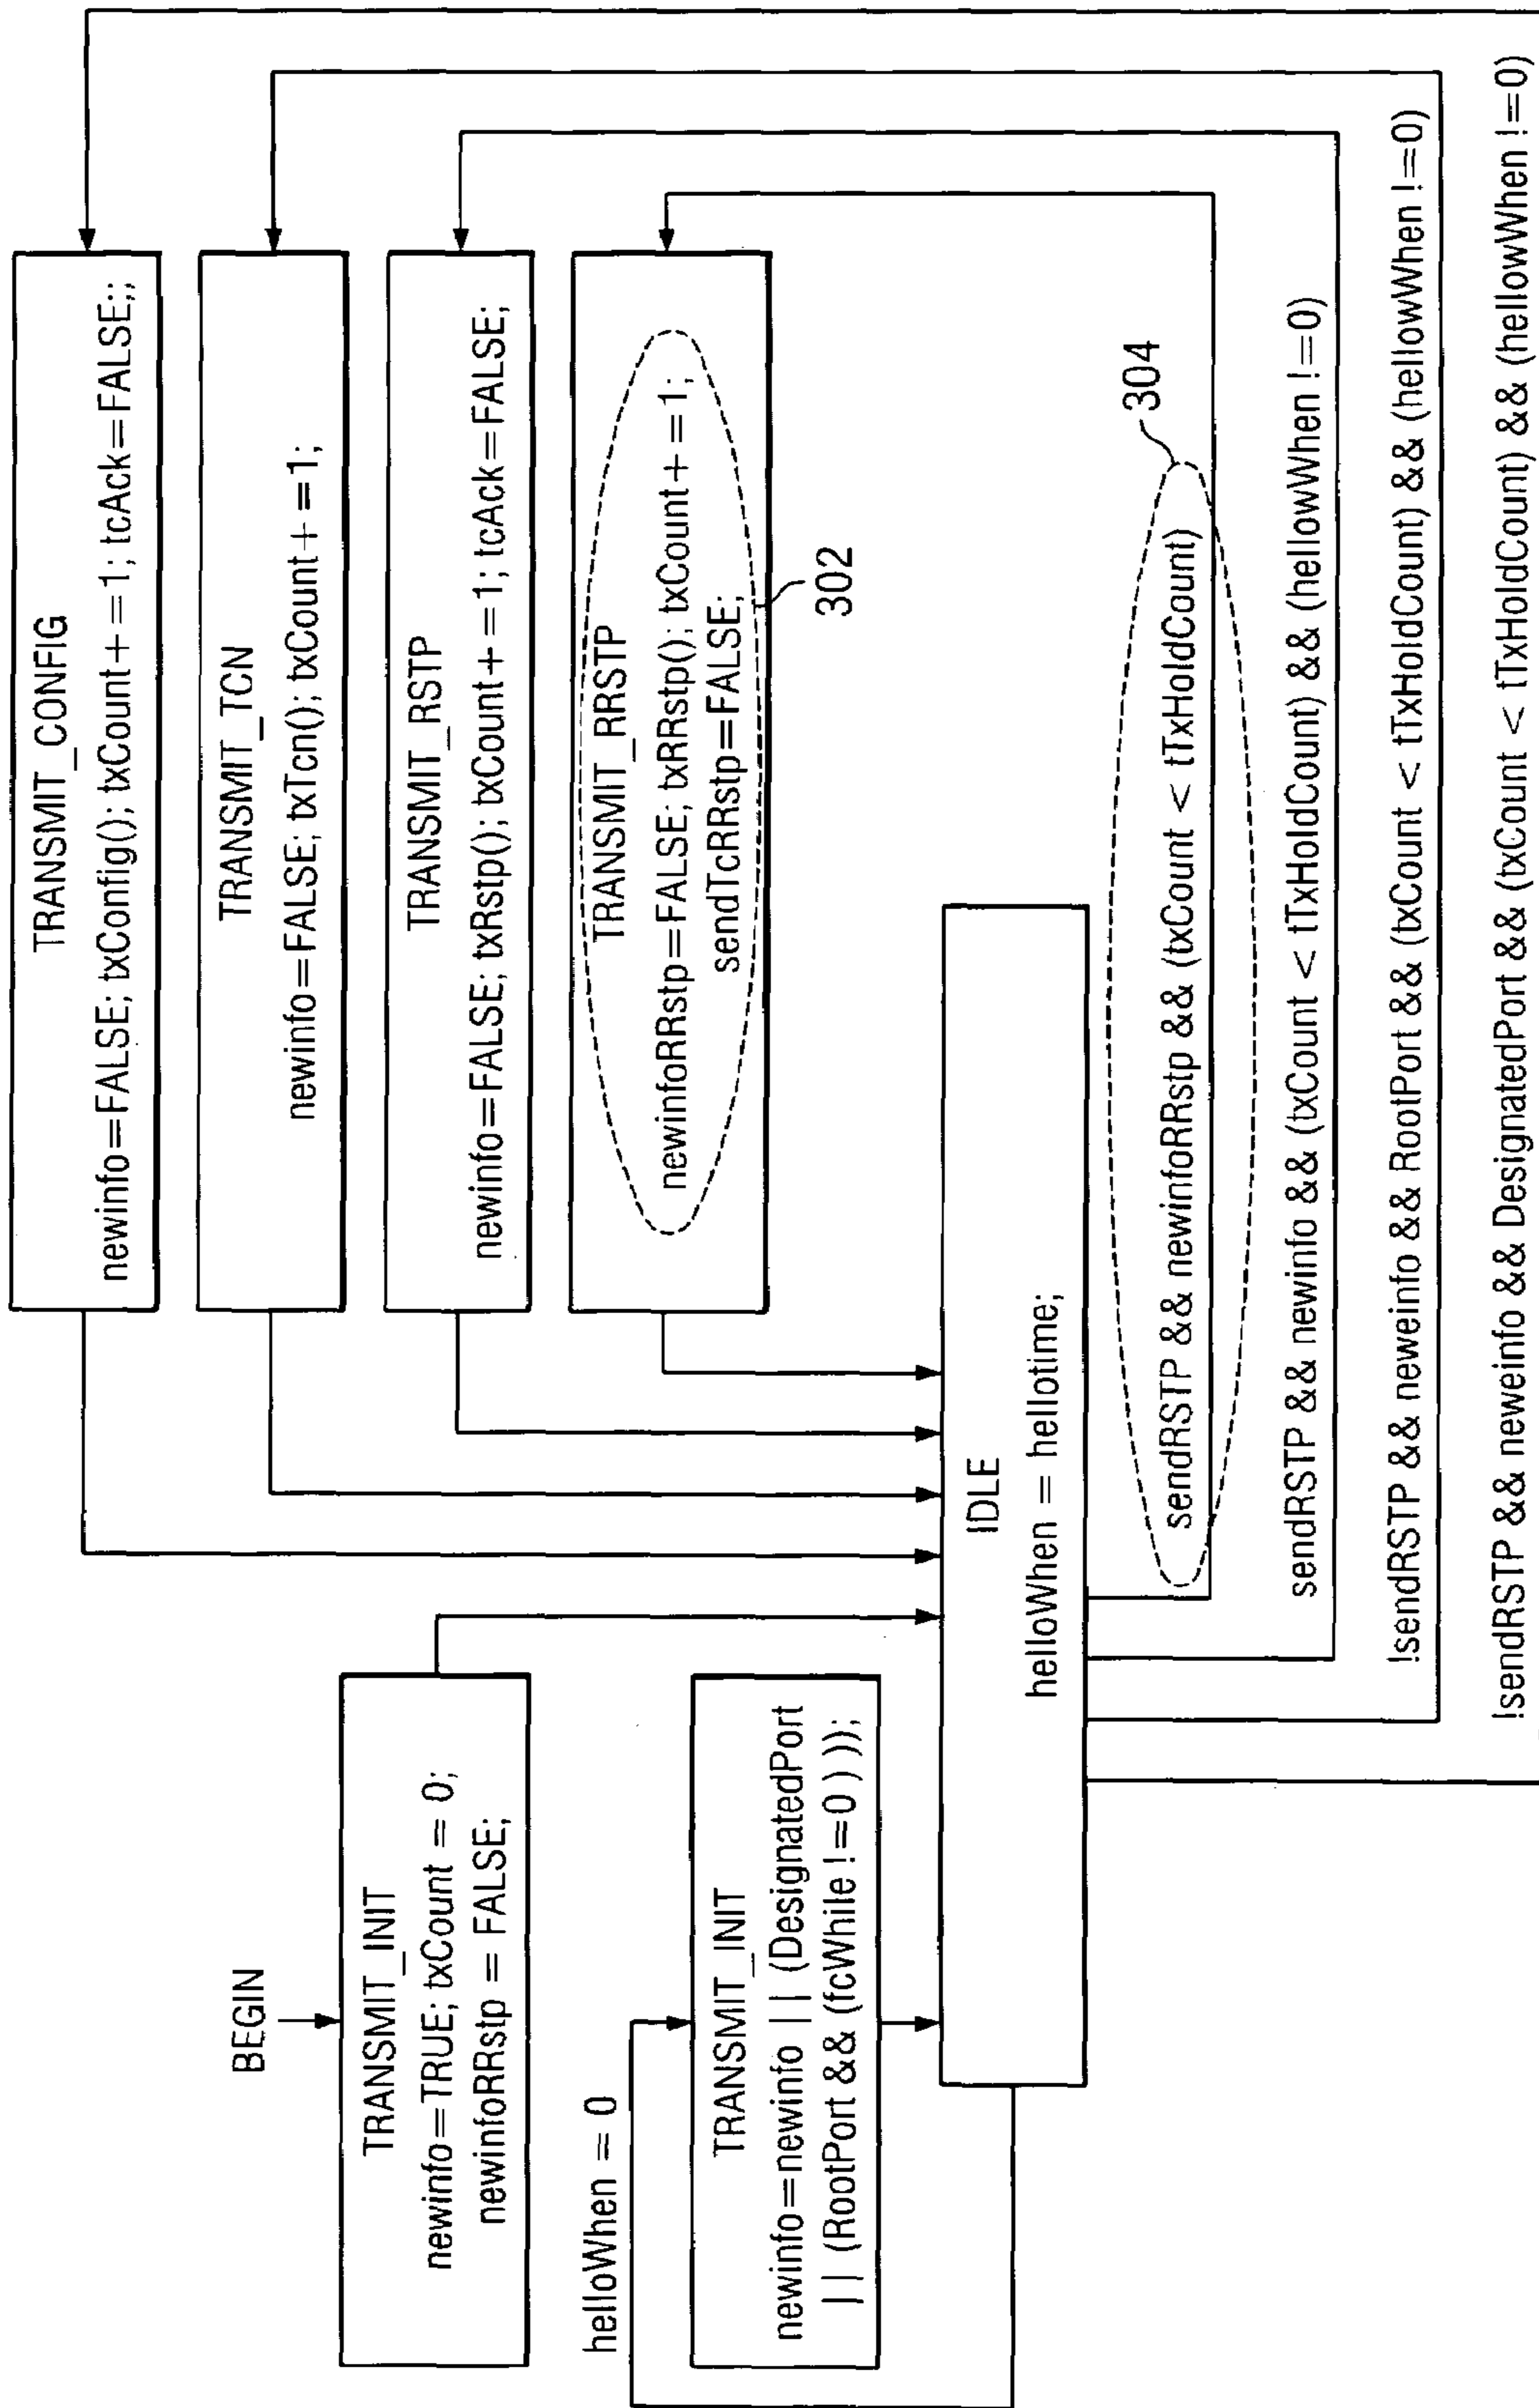 BEGIN
TRANSMIT_INIT
newinfo=TRUE; txCount = 0;
newinfoRRstp = FALSE;
helloWhen = 0
TRANSMIT_INIT
newinfo=newinfo || (DesignatedPort
|| (RootPort && (fcWhile !=0 ) ));
TRANSMIT_CONFIG
newinfo=FALSE; txConfig(); txCount+ =1; tcAck=FALSE;;
TRANSMIT_TCN
newinfo=FALSE; txTcn(); txCount+ =1;
TRANSMIT_RSTP
newinfo=FALSE; txRstp(); txCount+ =1; tcAck=FALSE;
TRANSMIT_RRSTP
newinfoRRstp=FALSE; txRRstp(); txCount+ =1;
sendTcRRstp=FALSE;
302
IDLE
helloWhen = hellotime;
304
sendRSTP && newinfoRRstp && (txCount < tTxHoldCount)
sendRSTP && newinfo && (txCount < tTxHoldCount) && (hellowWhen !=0)
!sendRSTP && neweinfo && RootPort && (txCount < tTxHoldCount) && (hellowWhen !=0)
!sendRSTP && neweinfo && DesignatedPort && (txCount < tTxHoldCount) && (hellowWhen !=0)